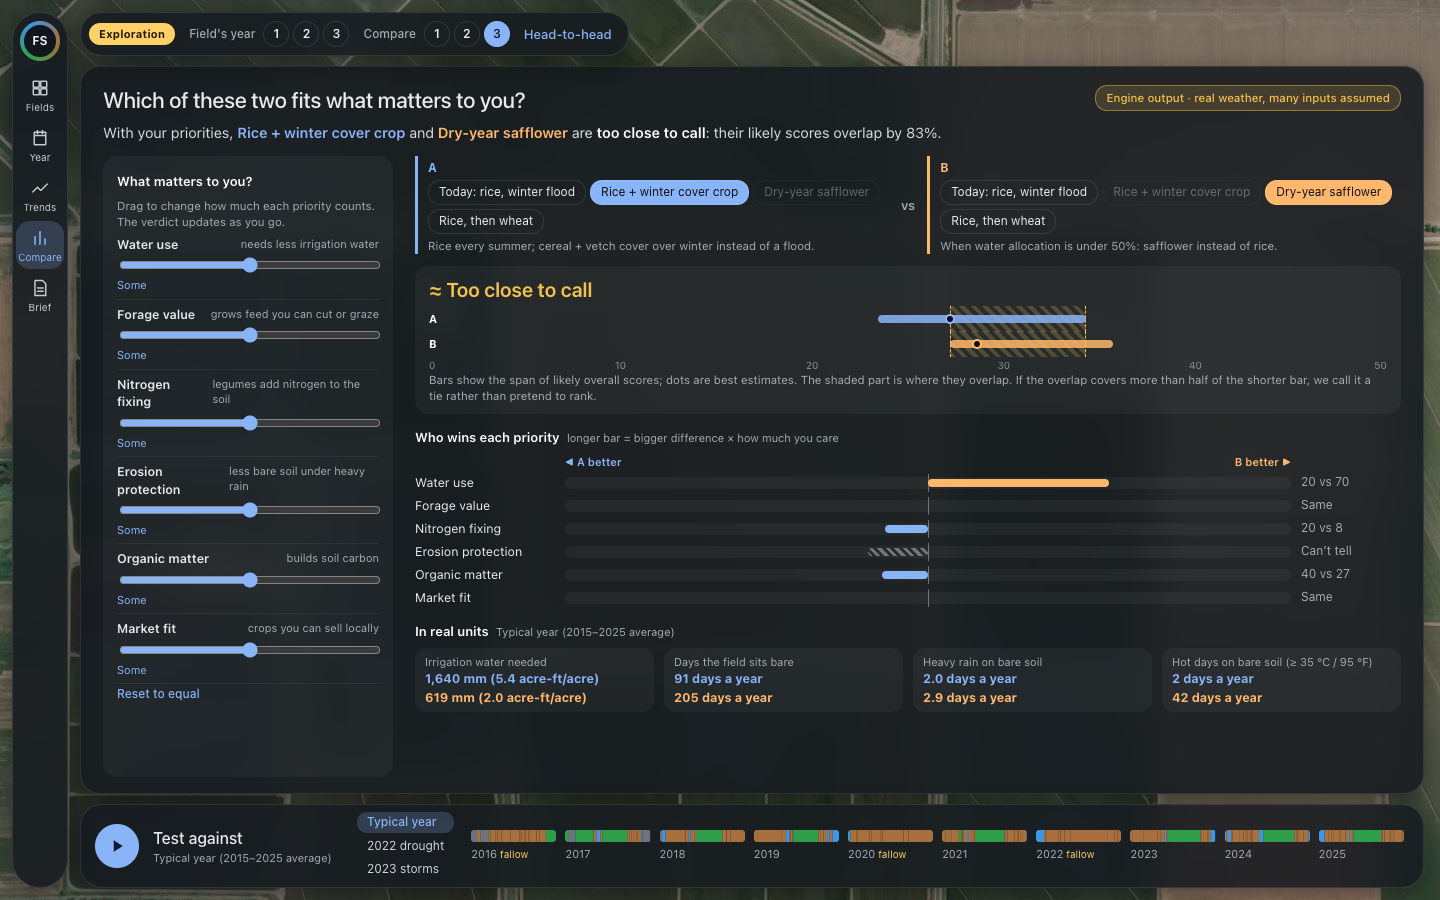 FS
Fields
Year
Trends
Compare
Brief
Exploration
Field's year
1
2
3
Compare
1
2
3
Head-to-head
Which of these two fits what matters to you?
Engine output · real weather, many inputs assumed
With your priorities, Rice + winter cover crop and Dry-year safflower are too close to call: their likely scores overlap by 83%.
What matters to you?
Drag to change how much each priority counts.
The verdict updates as you go.
Water use
needs less irrigation water
Some
Forage value
grows feed you can cut or graze
Some
Nitrogen
fixing
legumes add nitrogen to the
soil
Some
Erosion
protection
less bare soil under heavy
rain
Some
Organic matter
builds soil carbon
Some
Market fit
crops you can sell locally
Some
Reset to equal
A
Today: rice, winter flood
Rice + winter cover crop
Dry-year safflower
Rice, then wheat
Rice every summer; cereal + vetch cover over winter instead of a flood.
vs
B
Today: rice, winter flood
Rice + winter cover crop
Dry-year safflower
Rice, then wheat
When water allocation is under 50%: safflower instead of rice.
≈ Too close to call
A
B
0
10
20
30
40
50
Bars show the span of likely overall scores; dots are best estimates. The shaded part is where they overlap. If the overlap covers more than half of the shorter bar, we call it a
tie rather than pretend to rank.
Who wins each priority
longer bar = bigger difference × how much you care
◀ A better
B better ▶
Water use
20 vs 70
Forage value
Same
Nitrogen fixing
20 vs 8
Erosion protection
Can't tell
Organic matter
40 vs 27
Market fit
Same
In real units
Typical year (2015–2025 average)
Irrigation water needed
1,640 mm (5.4 acre-ft/acre)
619 mm (2.0 acre-ft/acre)
Days the field sits bare
91 days a year
205 days a year
Heavy rain on bare soil
2.0 days a year
2.9 days a year
Hot days on bare soil (≥ 35 °C / 95 °F)
2 days a year
42 days a year
Test against
Typical year (2015–2025 average)
Typical year
2022 drought
2023 storms
2016 fallow
2017
2018
2019
2020 fallow
2021
2022 fallow
2023
2024
2025